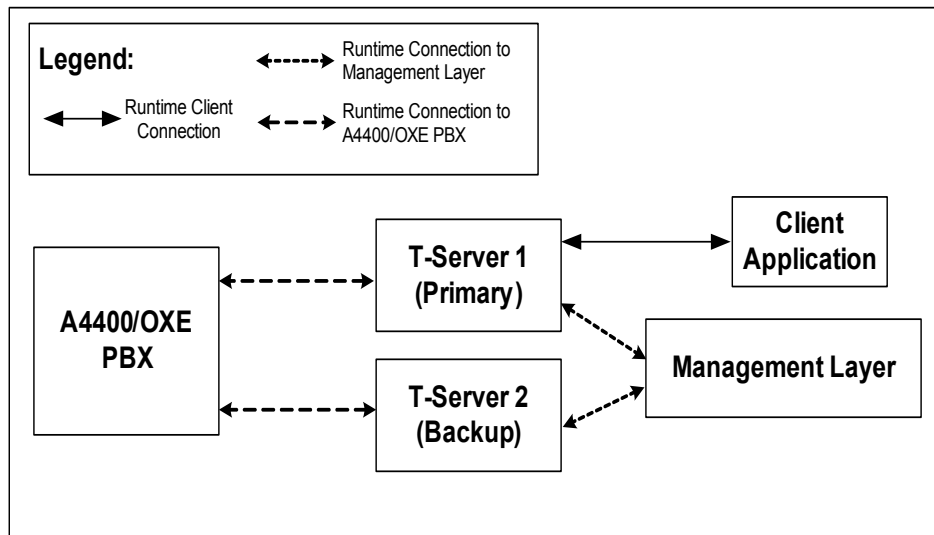 Legend:
Runtime Client
Connection
Runtime Connection to
Management Layer
Runtime Connection to
A4400/OXE PBX
A4400/OXE
PBX
T-Server 1
(Primary)
T-Server 2
(Backup)
Client
Application
Management Layer